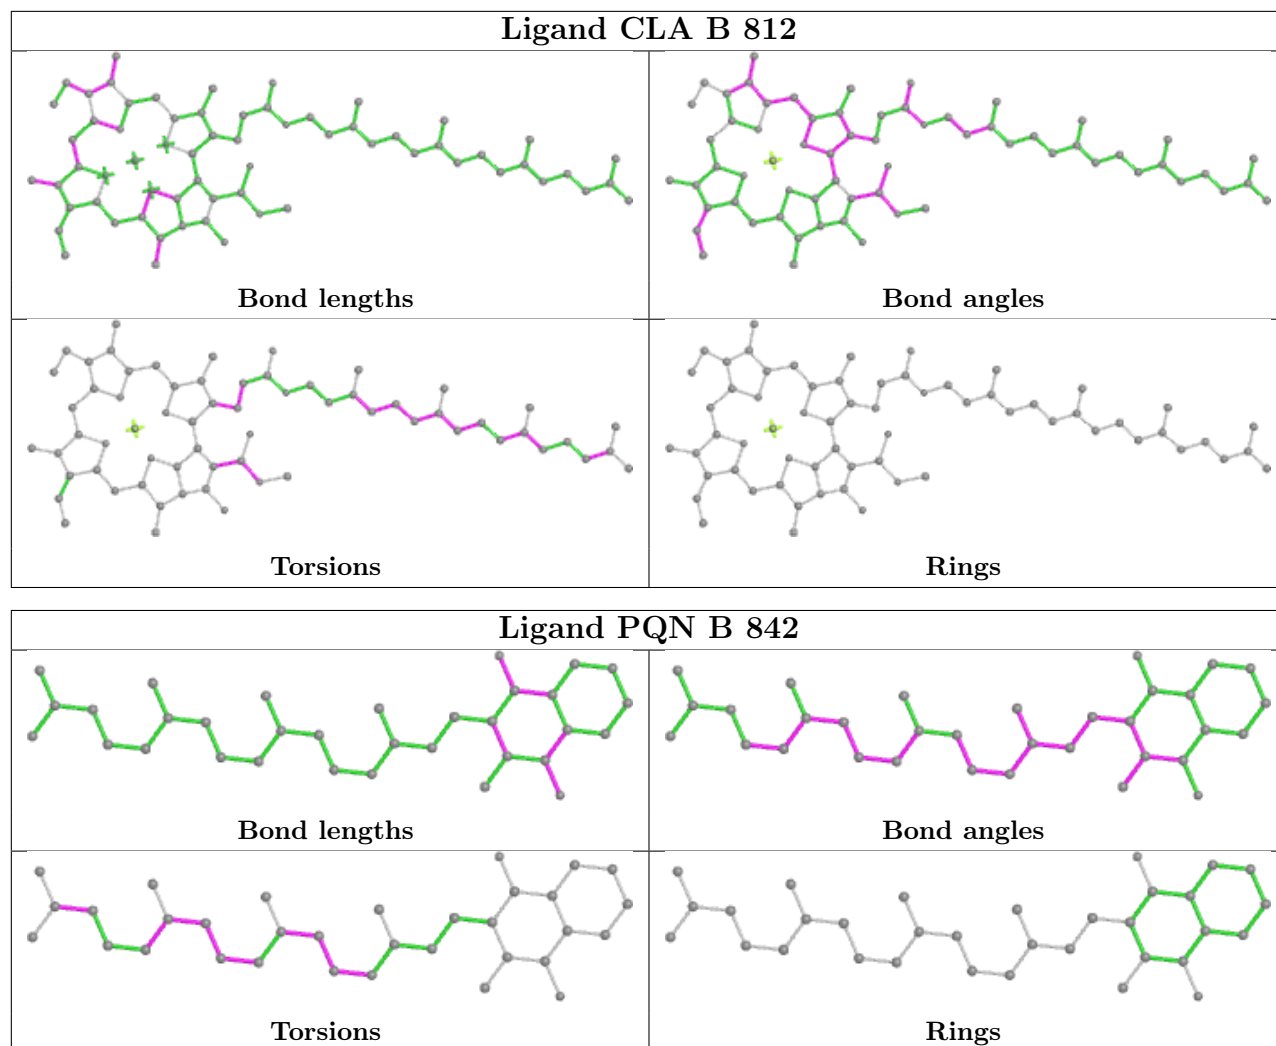 Ligand CLA B 812
Bond lengths
Bond angles
Torsions
Rings
Ligand PQN B 842
Bond lengths
Bond angles
Torsions
Rings